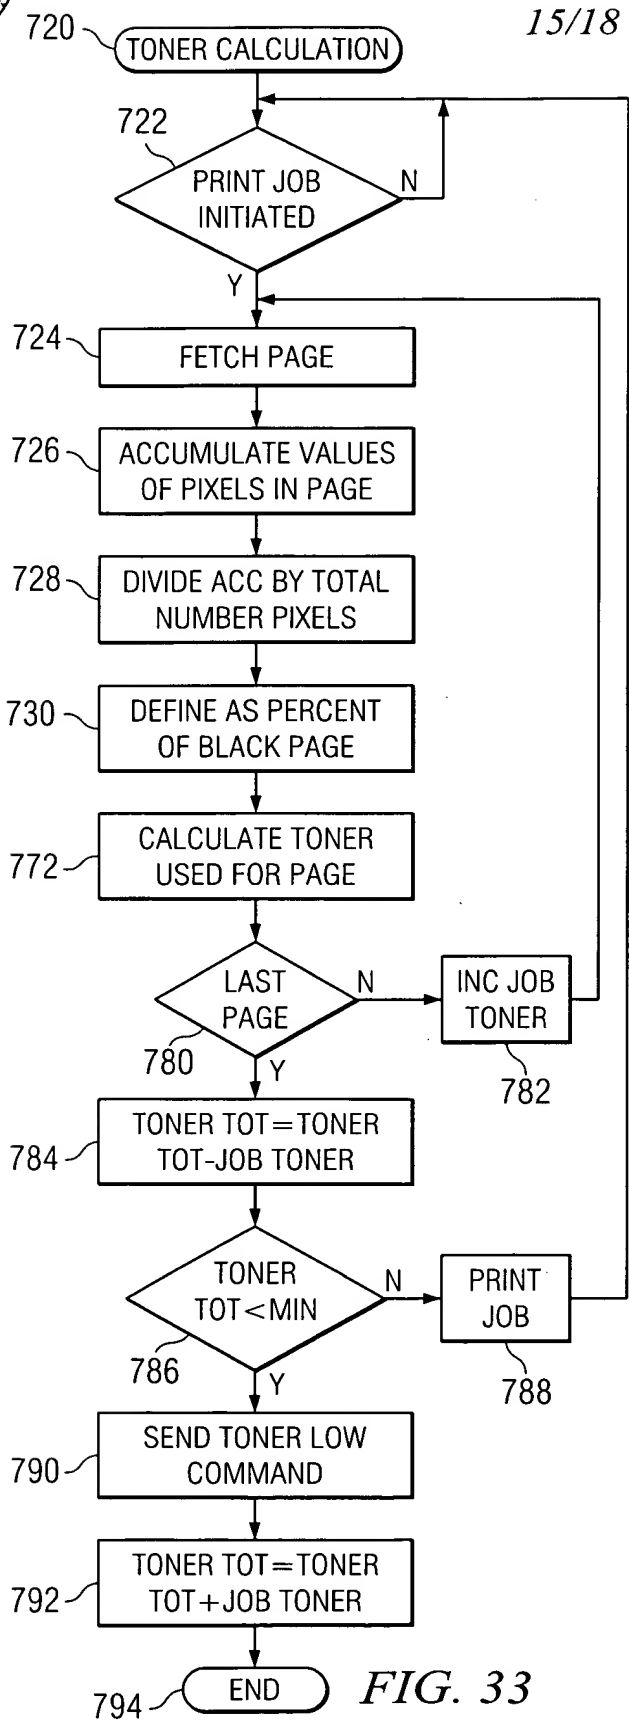 15/18
720
TONER CALCULATION
722
PRINT JOB
INITIATED
N
Y
724
FETCH PAGE
726
ACCUMULATE VALUES
OF PIXELS IN PAGE
728
DIVIDE ACC BY TOTAL
NUMBER PIXELS
730
DEFINE AS PERCENT
OF BLACK PAGE
772
CALCULATE TONER
USED FOR PAGE
LAST
PAGE
N
INC JOB
TONER
780
Y
782
784
TONER TOT=TONER
TOT-JOB TONER
TONER
TOT<MIN
N
PRINT
JOB
786
Y
788
790
SEND TONER LOW
COMMAND
792
TONER TOT=TONER
TOT+JOB TONER
794
END
FIG. 33